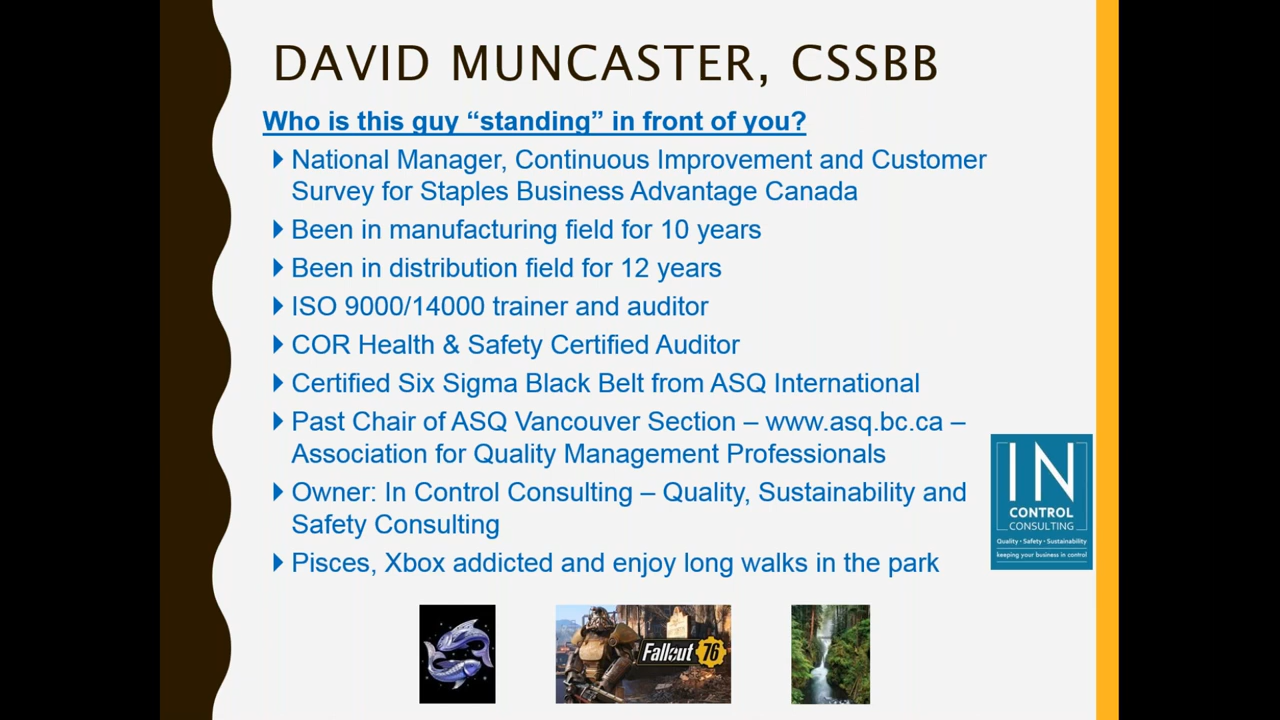 DAVID MUNCASTER, CSSBB
Who is this guy “standing” in front of you?
National Manager, Continuous Improvement and Customer
Survey for Staples Business Advantage Canada
Been in manufacturing field for 10 years
Been in distribution field for 12 years
ISO 9000/14000 trainer and auditor
COR Health & Safety Certified Auditor
Certified Six Sigma Black Belt from ASQ International
Past Chair of ASQ Vancouver Section – www.asq.bc.ca –
Association for Quality Management Professionals
Owner: In Control Consulting – Quality, Sustainability and
Safety Consulting
Pisces, Xbox addicted and enjoy long walks in the park
IN
CONTROL
CONSULTING
Quality · Safety · Sustainability
keeping your business in control
Fallout 76